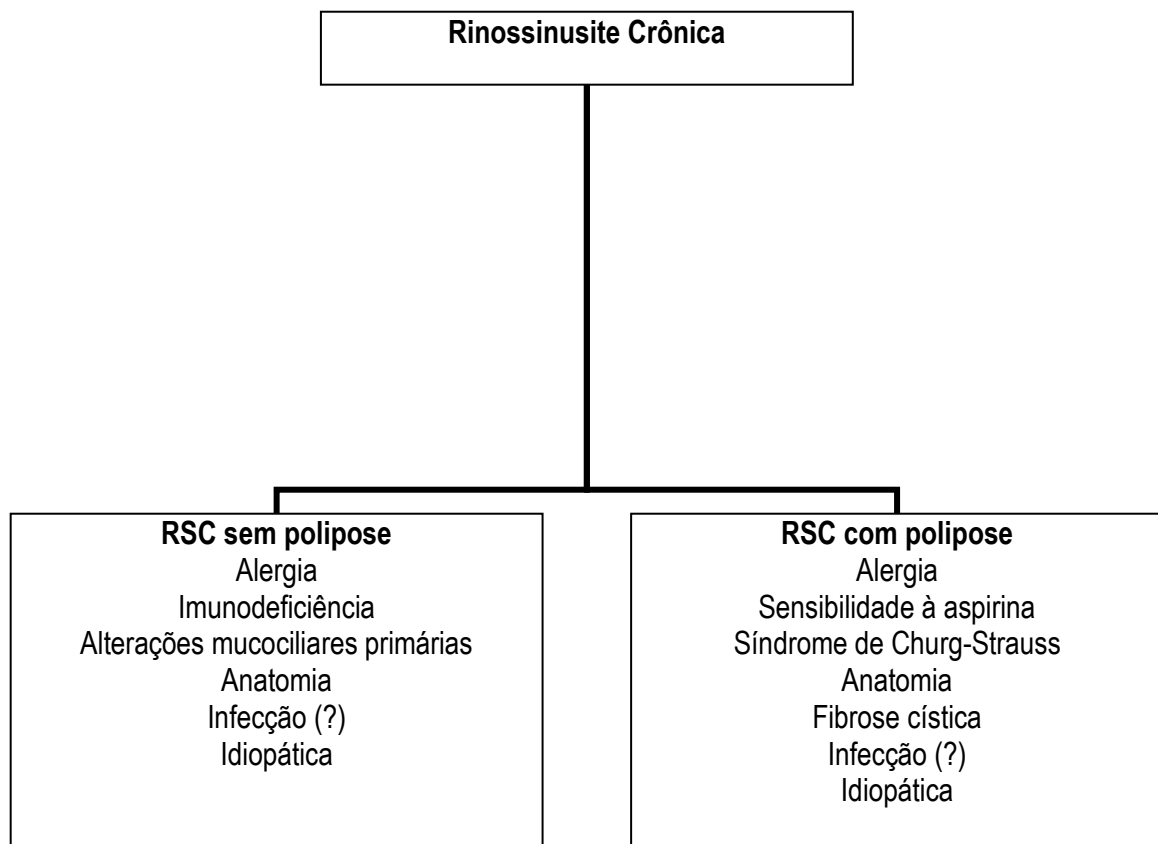 Rinossinusite Crônica
RSC sem polipose
Alergia
Imunodeficiência
Alterações mucociliares primárias
Anatomia
Infecção (?)
Idiopática
RSC com polipose
Alergia
Sensibilidade à aspirina
Síndrome de Churg-Strauss
Anatomia
Fibrose cística
Infecção (?)
Idiopática